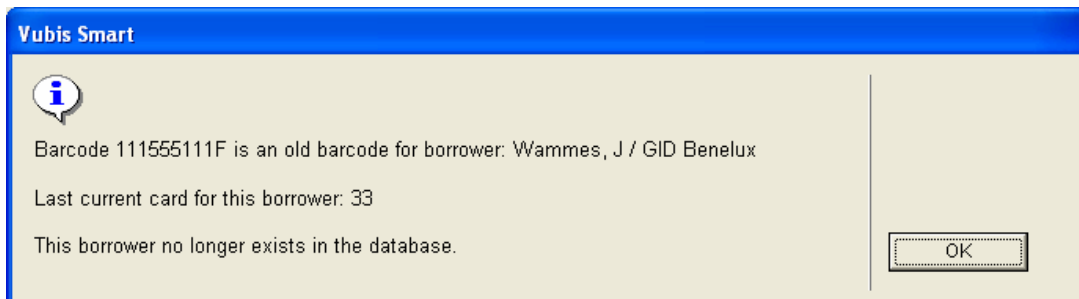 Vubis Smart
Barcode 111555111F is an old barcode for borrower: Wammes, J / GID Benelux
Last current card for this borrower: 33
This borrower no longer exists in the database.
OK